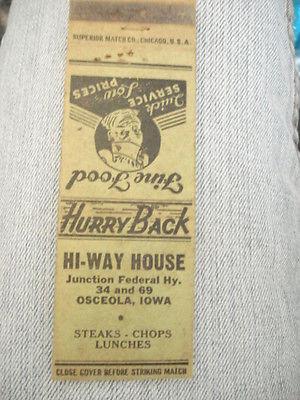 SUPERIOR MATCH CO., CHICAGO, U.S.A.
Quick
SERVICE
Low
PRICES
Fine Food
HURRY BACK
HI-WAY HOUSE
Junction Federal Hy.
34 and 69
OSCEOLA, IOWA
STEAKS - CHOPS
LUNCHES
CLOSE COVER BEFORE STRIKING MATCH